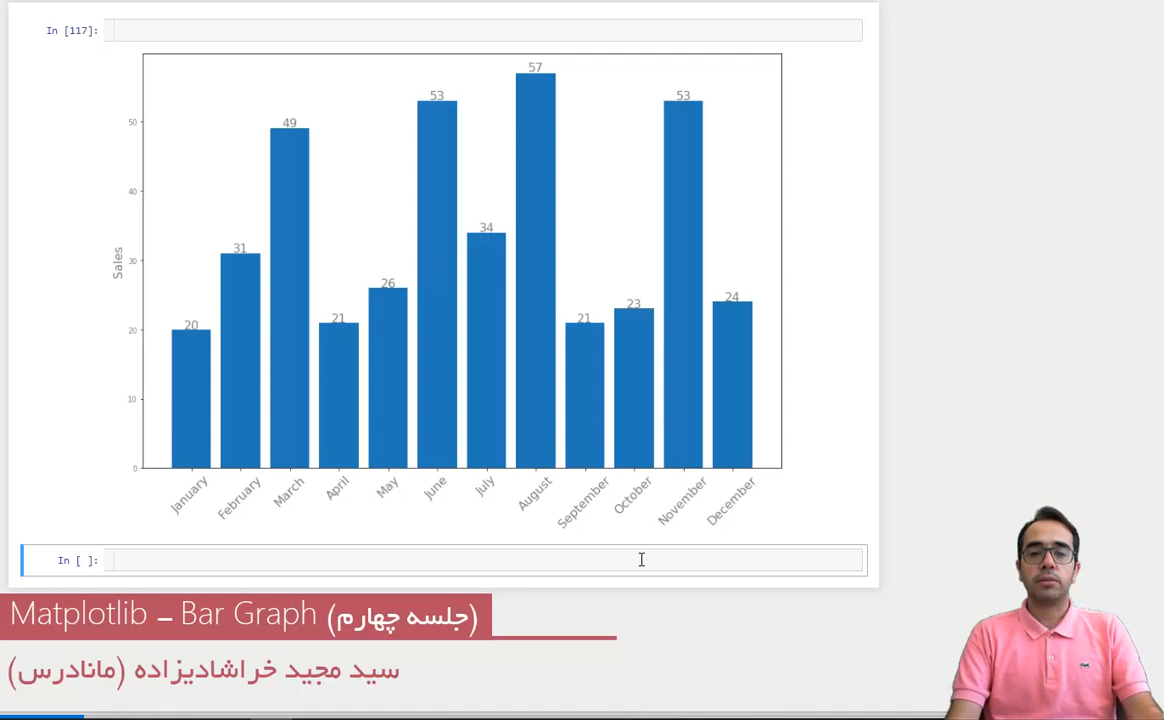 In [117]:
57
53
53
49
50
40
34
31
30
Sales
26
24
23
21
21
20
20
10
0
January
February
March
April
May
June
July
August
September
October
November
December
In [ ]:
Matplotlib – Bar Graph (جلسه چهارم)
سید مجید خراشادیزاده (مانادرس)